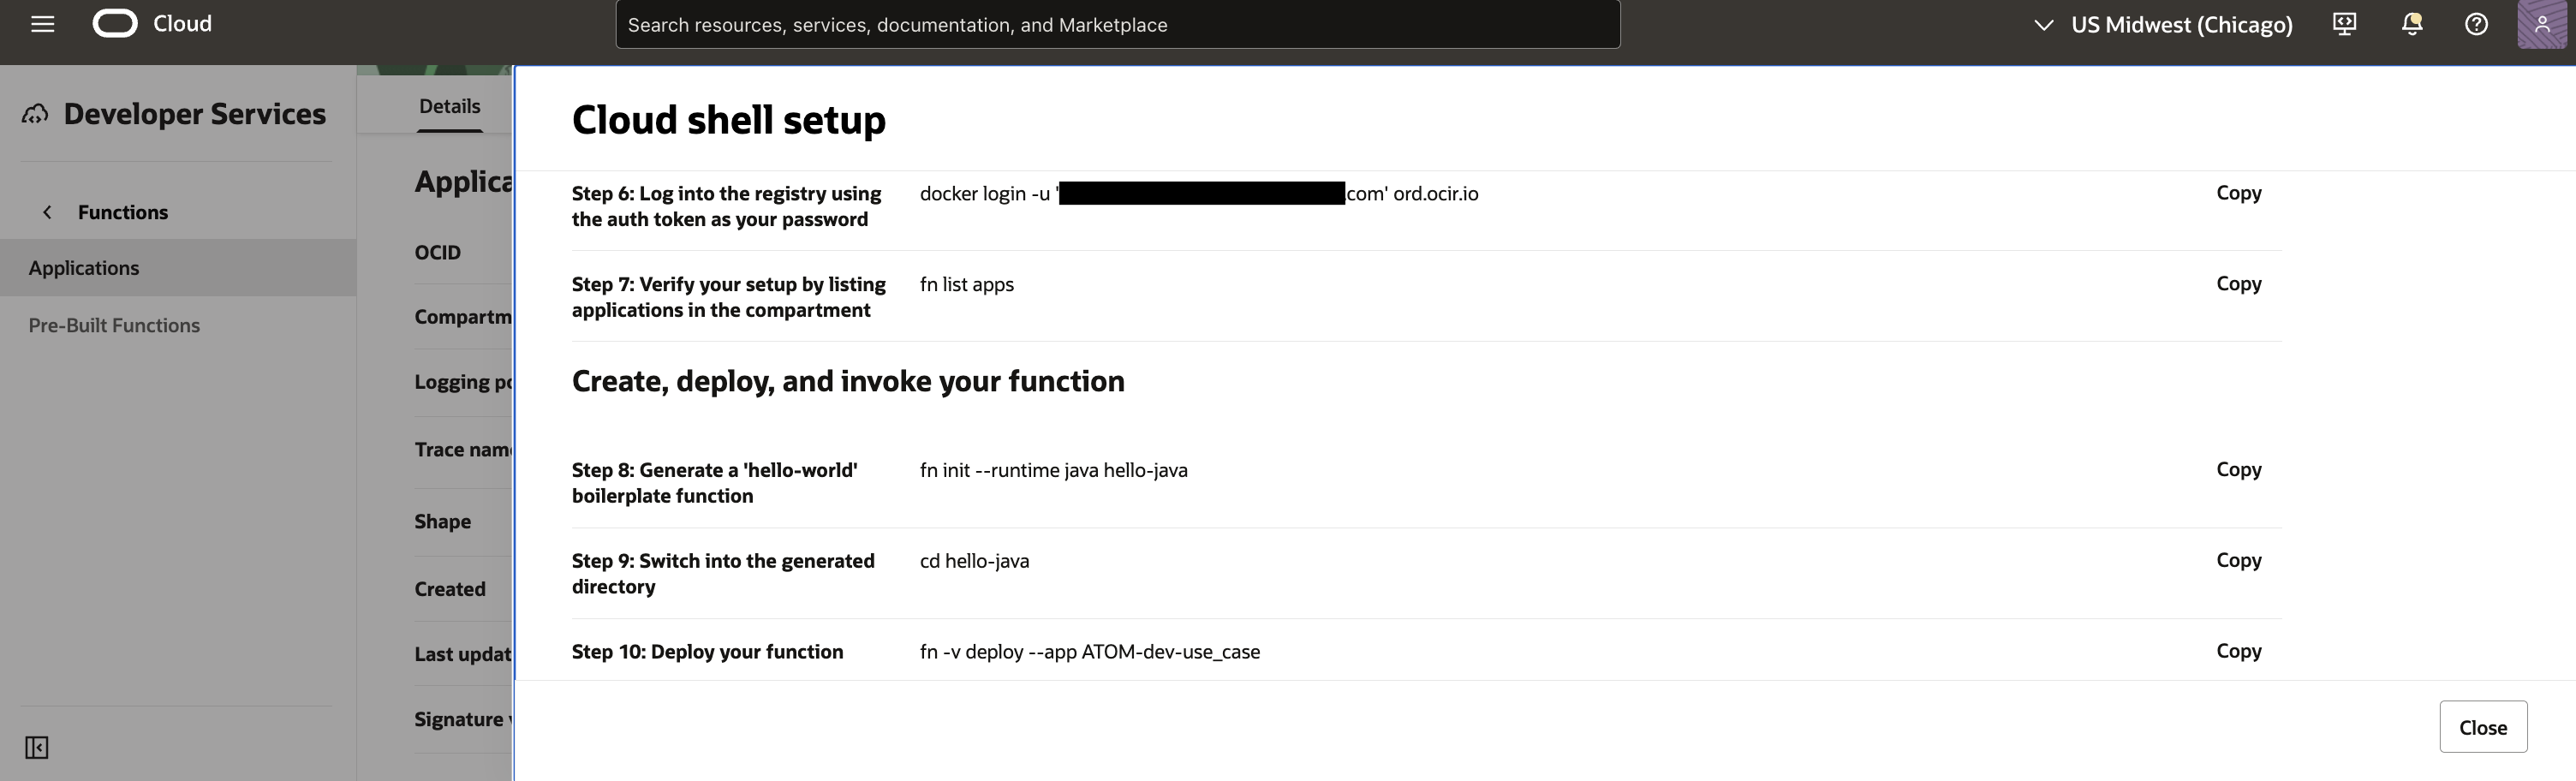 Cloud
Search resources, services, documentation, and Marketplace
US Midwest (Chicago)
Developer Services
Functions
Applications
Pre-Built Functions
Details
Applica
OCID
Compartm
Logging po
Trace nam
Shape
Created
Last updat
Signature v
Cloud shell setup
Step 6: Log into the registry using
the auth token as your password
docker login -u '
.com' ord.ocir.io
Copy
Step 7: Verify your setup by listing
applications in the compartment
fn list apps
Copy
Create, deploy, and invoke your function
Step 8: Generate a 'hello-world'
boilerplate function
fn init --runtime java hello-java
Copy
Step 9: Switch into the generated
directory
cd hello-java
Copy
Step 10: Deploy your function
fn -v deploy --app ATOM-dev-use_case
Copy
Close